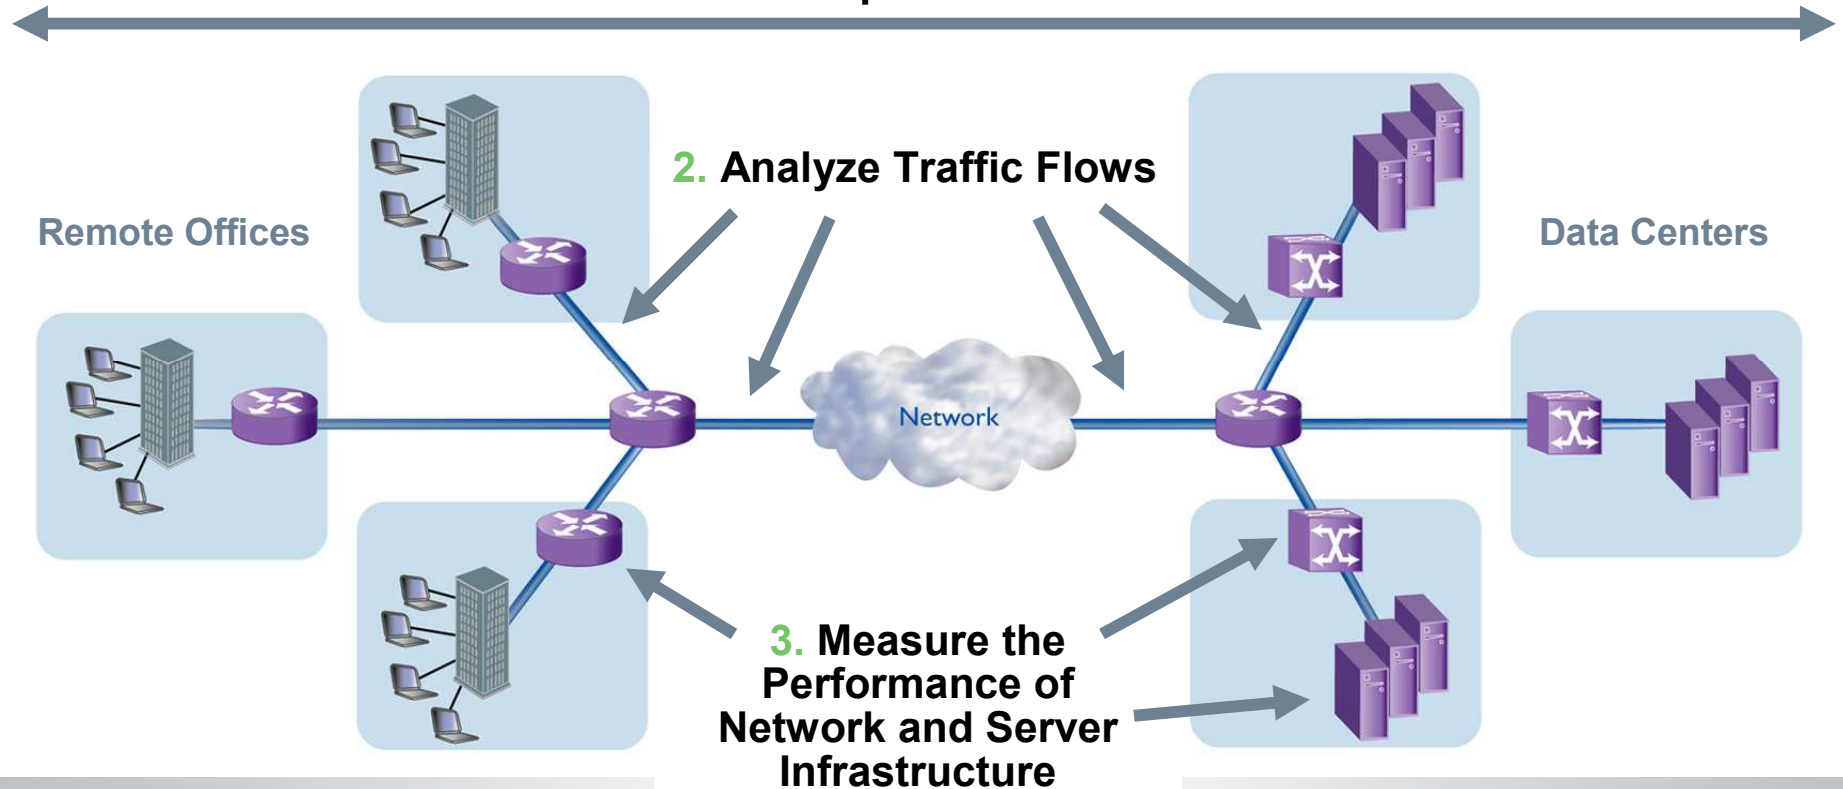 2. Analyze Traffic Flows
Remote Offices
Data Centers
Network
3. Measure the
Performance of
Network and Server
Infrastructure